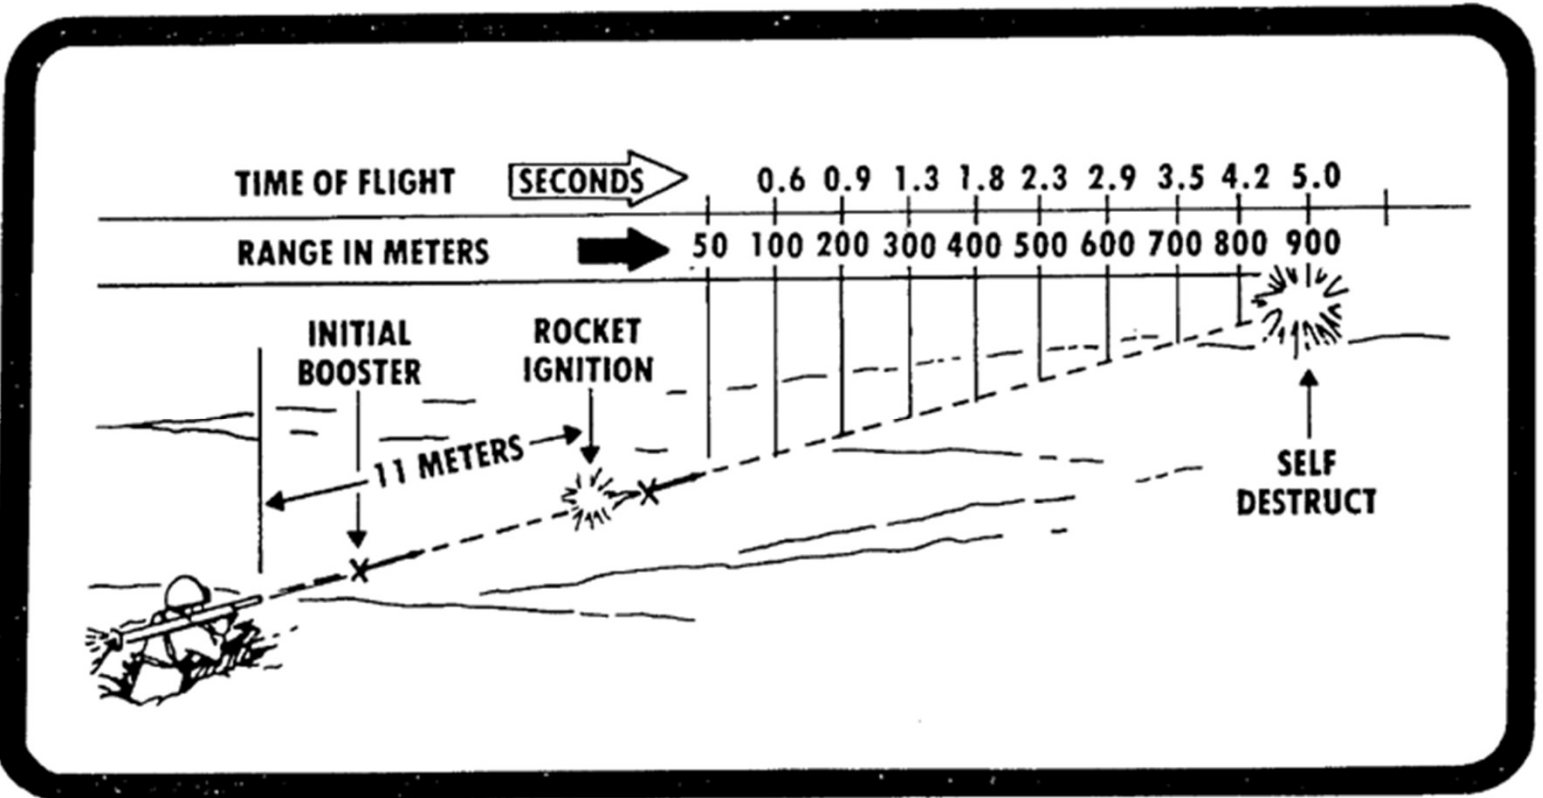 TIME OF FLIGHT SECONDS 0.6 0.9 1.3 1.8 2.3 2.9 3.5 4.2 5.0
RANGE IN METERS 50 100 200 300 400 500 600 700 800 900
INITIAL
BOOSTER
ROCKET
IGNITION
11 METERS
SELF
DESTRUCT